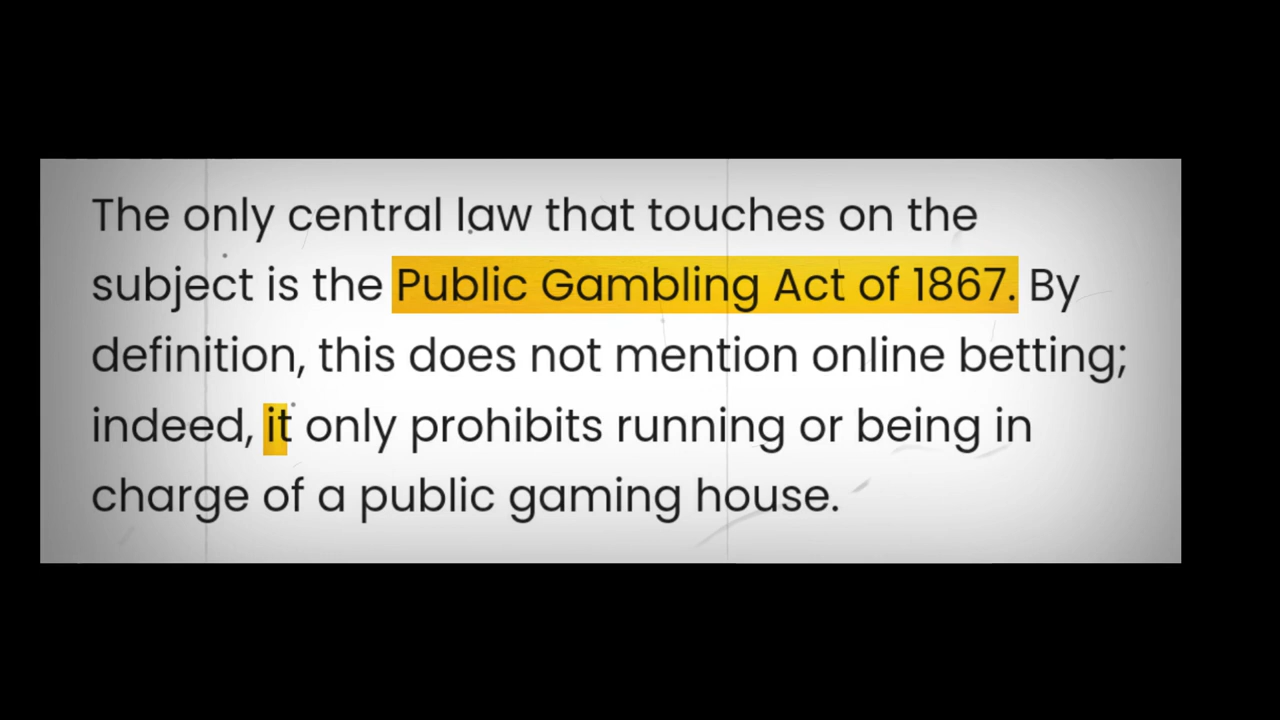 The only central law that touches on the
subject is the Public Gambling Act of 1867. By
definition, this does not mention online betting;
indeed, it only prohibits running or being in
charge of a public gaming house.